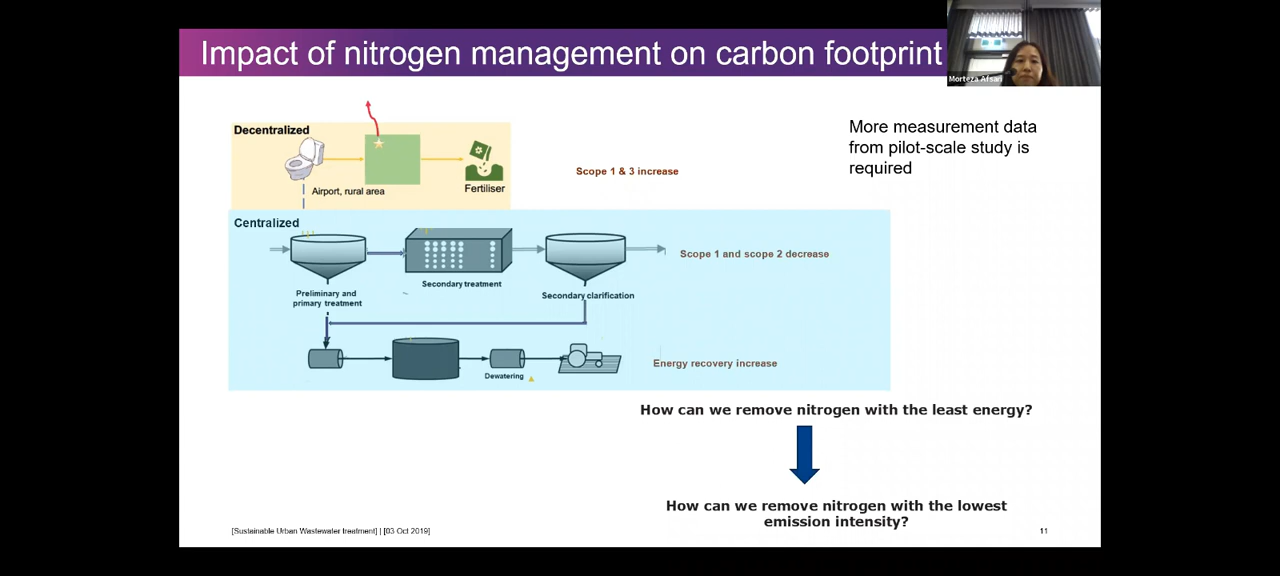 Impact of nitrogen management on carbon footprint
Morteza Afsari
Decentralized
Airport, rural area
Fertiliser
Scope 1 & 3 increase
More measurement data
from pilot-scale study is
required
Centralized
Preliminary and
primary treatment
Secondary treatment
Secondary clarification
Scope 1 and scope 2 decrease
Dewatering
Energy recovery increase
How can we remove nitrogen with the least energy?
How can we remove nitrogen with the lowest
emission intensity?
[Sustainable Urban Wastewater treatment] | [03 Oct 2019]
11